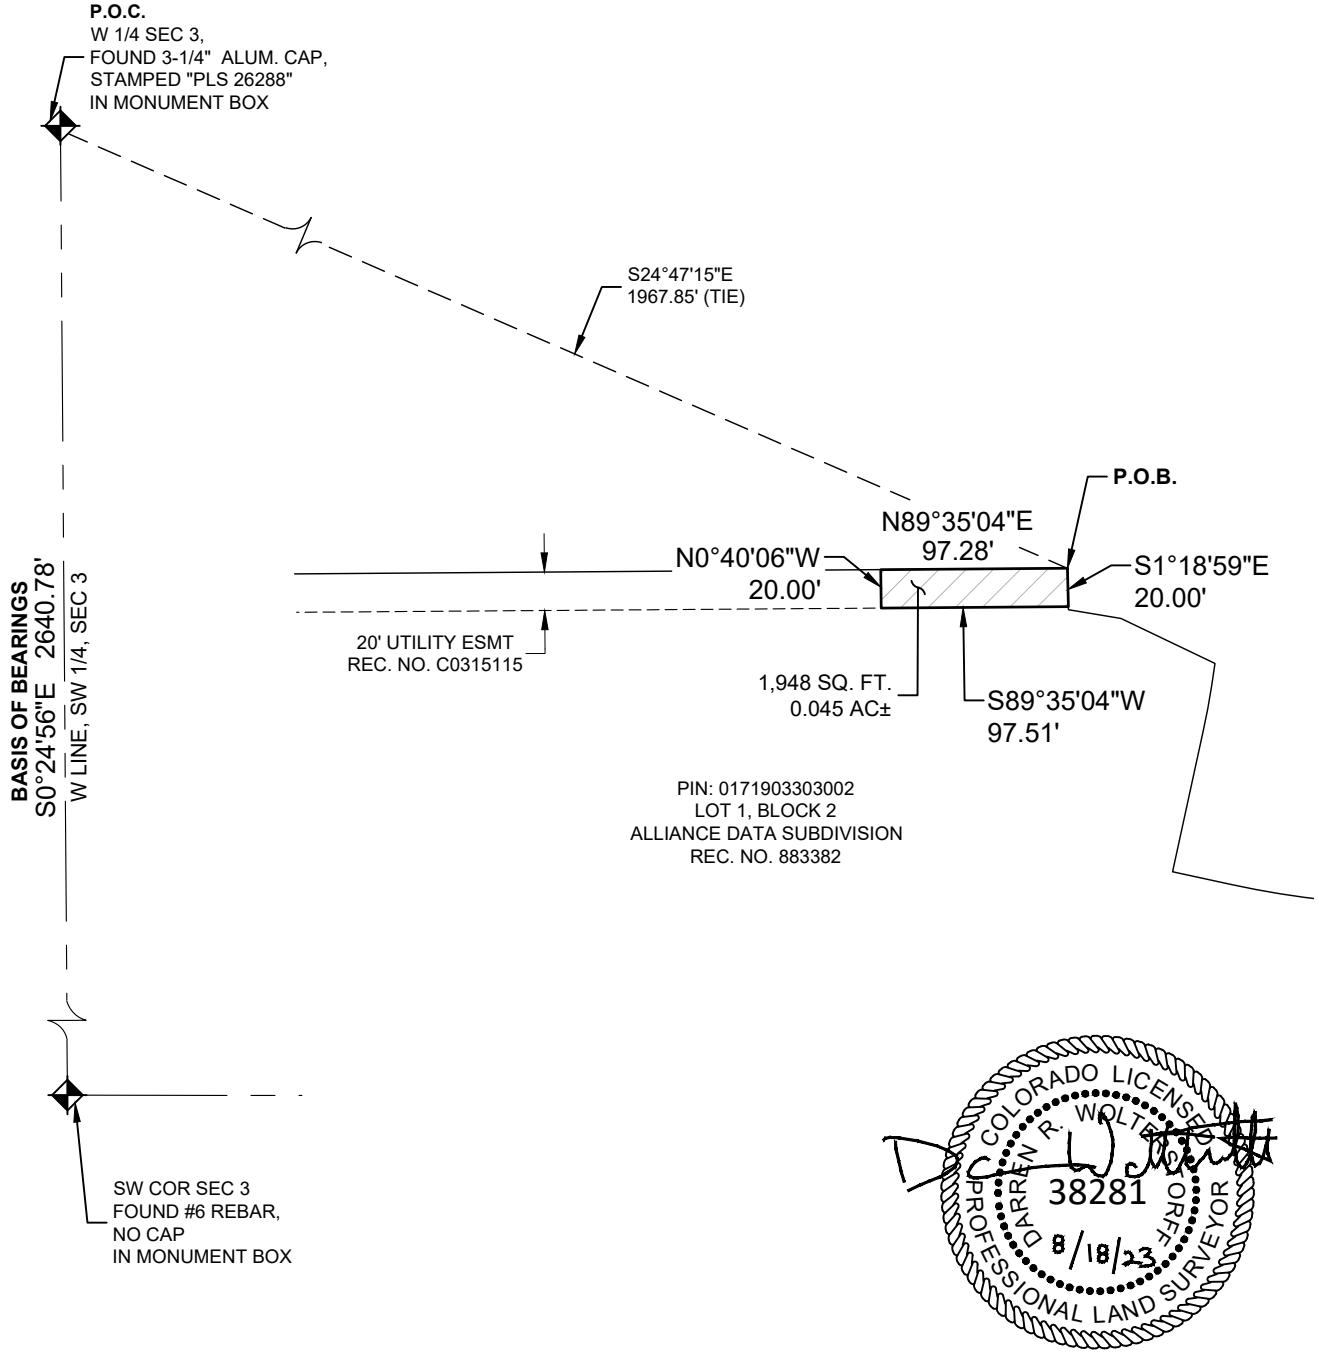 P.O.C.
W 1/4 SEC 3,
FOUND 3-1/4" ALUM. CAP,
STAMPED "PLS 26288"
IN MONUMENT BOX
S24°47'15"E
1967.85' (TIE)
P.O.B.
N89°35'04"E
97.28'
N0°40'06"W
20.00'
S1°18'59"E
20.00'
20' UTILITY ESMT
REC. NO. C0315115
1,948 SQ. FT.
0.045 AC±
S89°35'04"W
97.51'
BASIS OF BEARINGS
S0°24'56"E 2640.78'
W LINE, SW 1/4, SEC 3
PIN: 0171903303002
LOT 1, BLOCK 2
ALLIANCE DATA SUBDIVISION
REC. NO. 883382
SW COR SEC 3
FOUND #6 REBAR,
NO CAP
IN MONUMENT BOX
COLORADO LICENSED
DARREN R. WOLTERSTORFF
38281
8/18/23
PROFESSIONAL LAND SURVEYOR